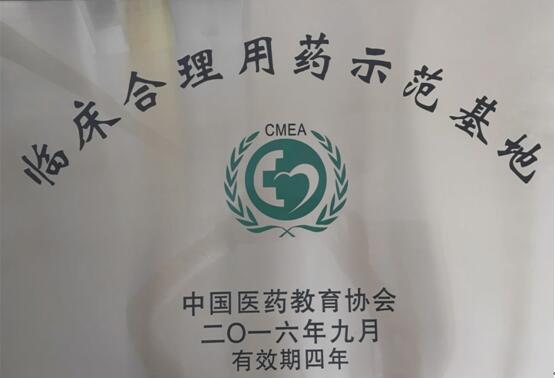 临床合理用药示范基地
CMEA
中国医药教育协会
二〇一六年九月
有效期四年